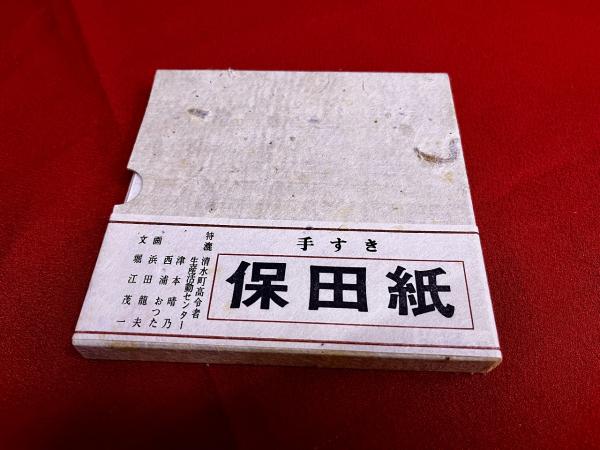 手すき
保田紙
特漉
清水町高令者
生産活動センター
津本晴乃
西浦おつた
画 浜田龍夫
文 堀江茂一